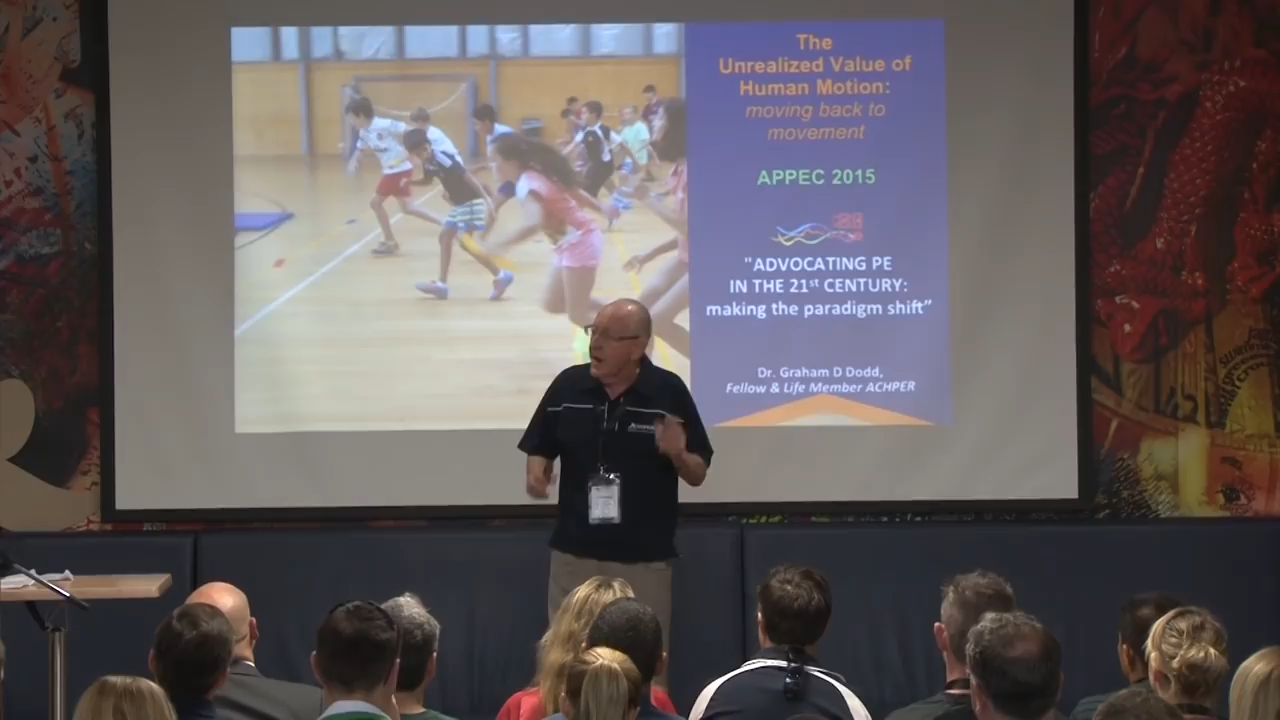 The
Unrealized Value of
Human Motion:
moving back to
movement
APPEC 2015
"ADVOCATING PE
IN THE 21st CENTURY:
making the paradigm shift”
Dr. Graham D Dodd,
Fellow & Life Member ACHPER